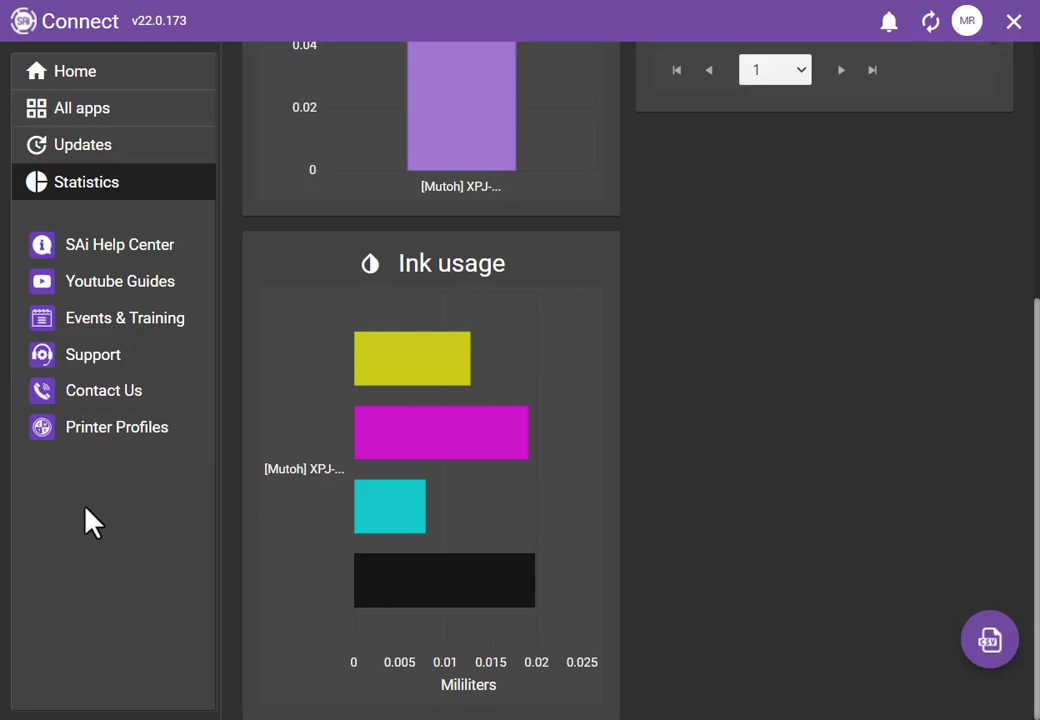 SAi Connect v22.0.173
MR
Home
All apps
Updates
Statistics
SAi Help Center
Youtube Guides
Events & Training
Support
Contact Us
Printer Profiles
0.04
0.02
0
[Mutoh] XPJ-...
1
Ink usage
[Mutoh] XPJ-...
0 0.005 0.01 0.015 0.02 0.025
Mililiters
CSV